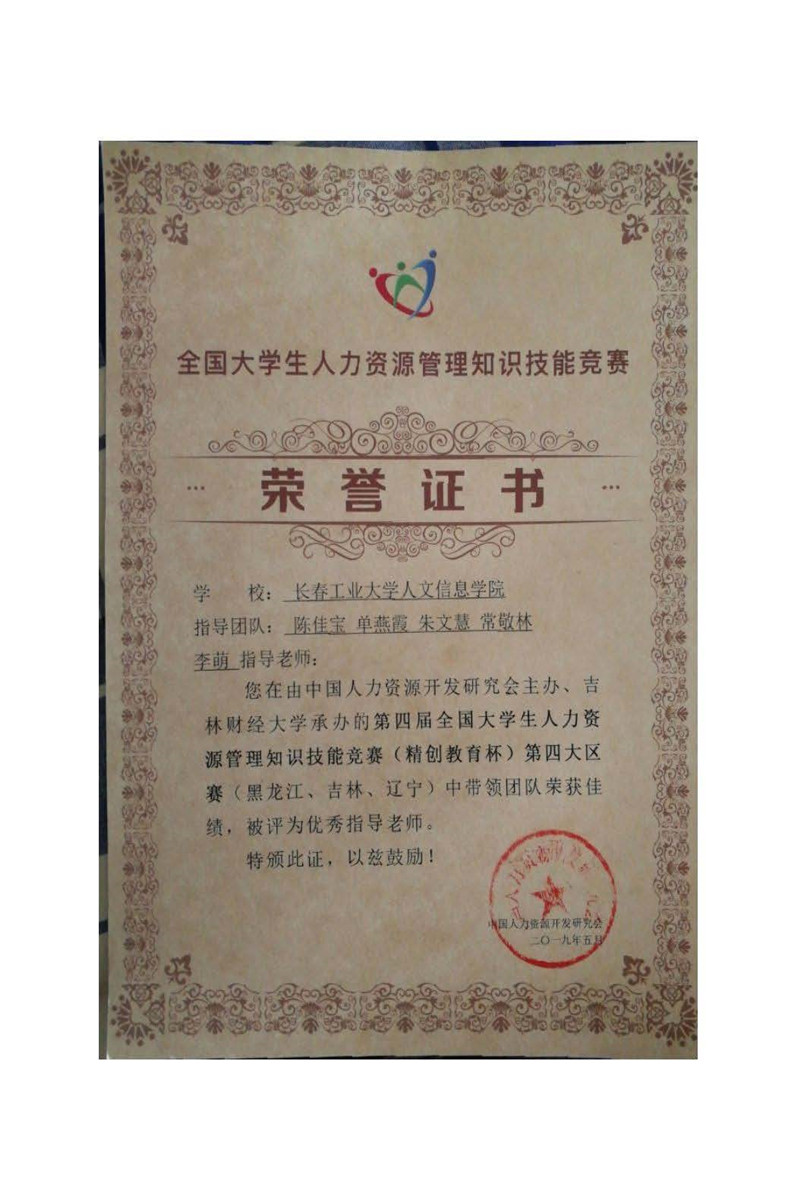 全国大学生人力资源管理知识技能竞赛
荣誉证书
学　　校：长春工业大学人文信息学院
指导团队：陈佳宝 单燕霞 朱文慧 常敬林
李萌 指导老师：
您在由中国人力资源开发研究会主办、吉
林财经大学承办的第四届全国大学生人力资
源管理知识技能竞赛（精创教育杯）第四大区
赛（黑龙江、吉林、辽宁）中带领团队荣获佳
绩，被评为优秀指导老师。
特颁此证，以兹鼓励！
中国人力资源开发研究会
二〇一九年五月